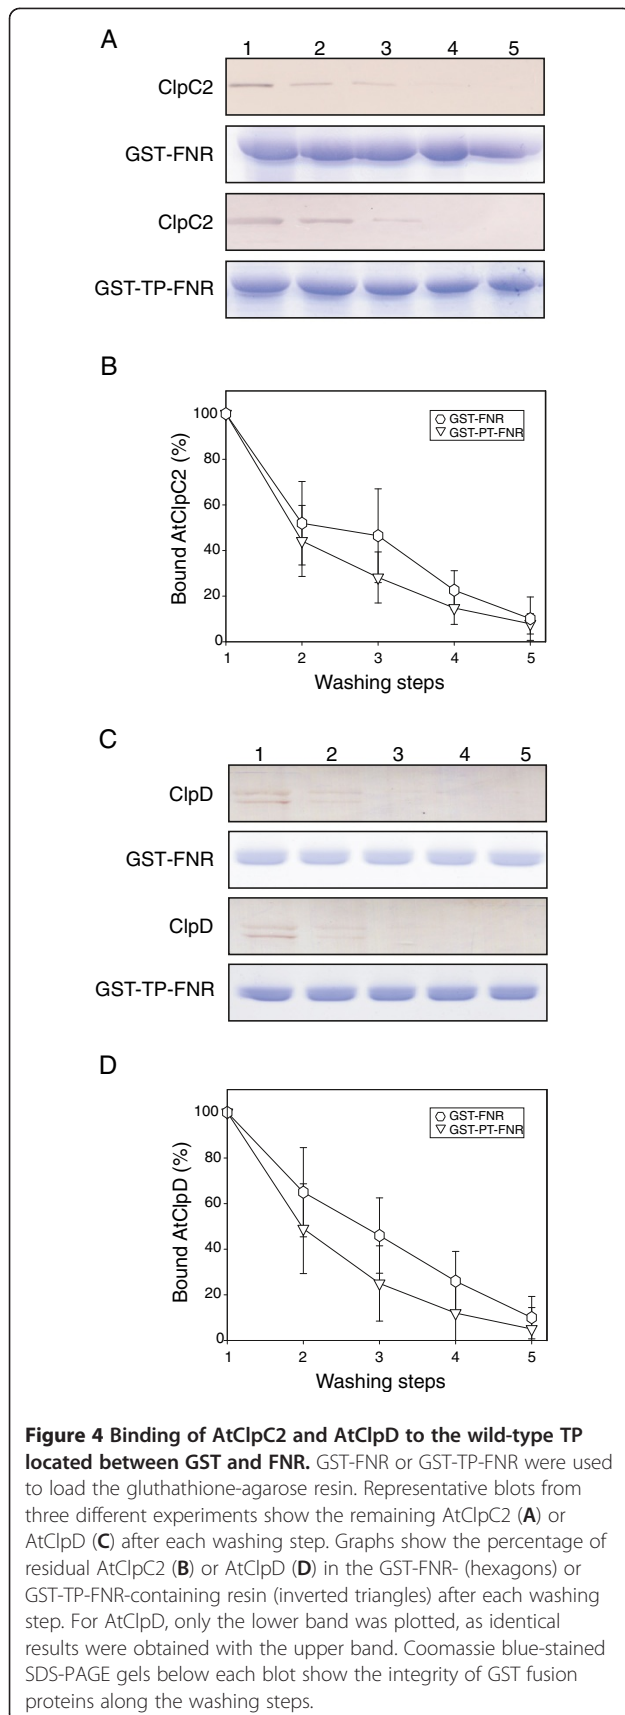 A
1 2 3 4 5
ClpC2
GST-FNR
ClpC2
GST-TP-FNR
B
100
80
60
40
20
0
Bound AtClpC2 (%)
GST-FNR
GST-PT-FNR
1 2 3 4 5
Washing steps
C
1 2 3 4 5
ClpD
GST-FNR
ClpD
GST-TP-FNR
D
100
80
60
40
20
0
Bound AtClpD (%)
GST-FNR
GST-PT-FNR
1 2 3 4 5
Washing steps
Figure 4 Binding of AtClpC2 and AtClpD to the wild-type TP
located between GST and FNR. GST-FNR or GST-TP-FNR were used
to load the gluthathione-agarose resin. Representative blots from
three different experiments show the remaining AtClpC2 (A) or
AtClpD (C) after each washing step. Graphs show the percentage of
residual AtClpC2 (B) or AtClpD (D) in the GST-FNR- (hexagons) or
GST-TP-FNR-containing resin (inverted triangles) after each washing
step. For AtClpD, only the lower band was plotted, as identical
results were obtained with the upper band. Coomassie blue-stained
SDS-PAGE gels below each blot show the integrity of GST fusion
proteins along the washing steps.